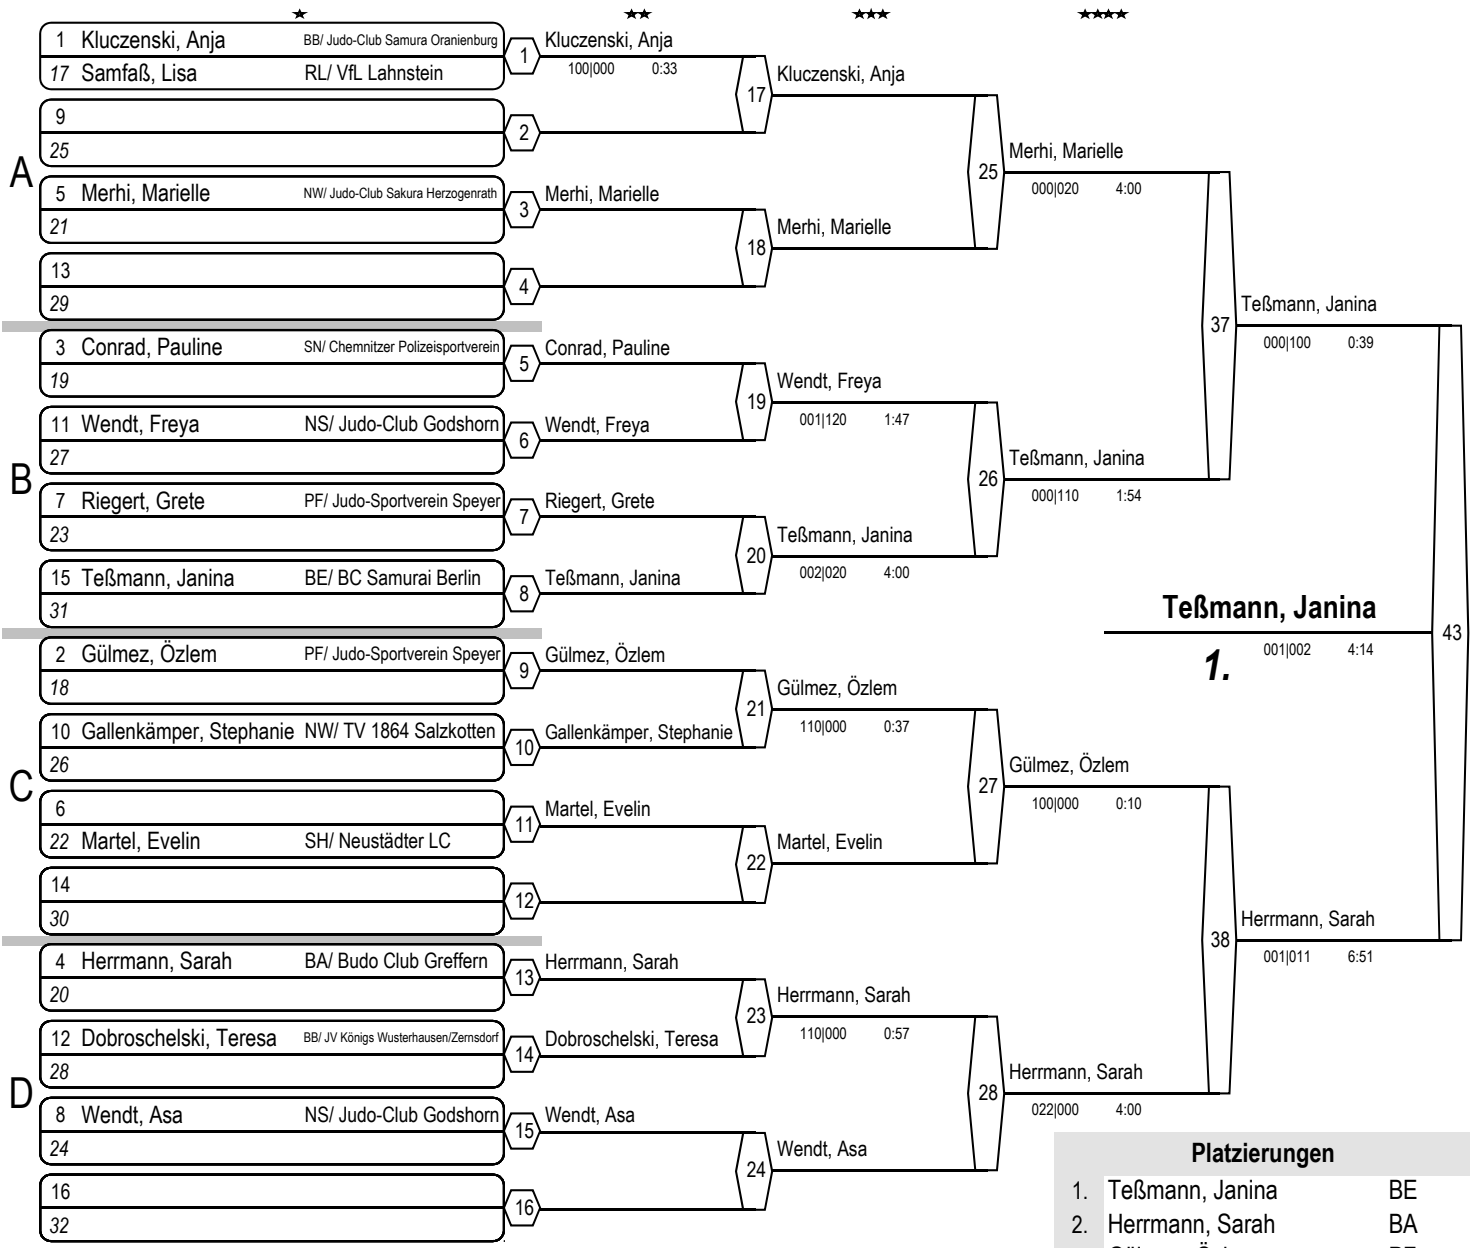 ★ ★★ ★★★ ★★★★
1 Kluczenski, Anja BB/ Judo-Club Samura Oranienburg
17 Samfaß, Lisa RL/ VfL Lahnstein
9
25
5 Merhi, Marielle NW/ Judo-Club Sakura Herzogenrath
21
13
29
A
3 Conrad, Pauline SN/ Chemnitzer Polizeisportverein
19
11 Wendt, Freya NS/ Judo-Club Godshorn
27
7 Riegert, Grete PF/ Judo-Sportverein Speyer
23
15 Teßmann, Janina BE/ BC Samurai Berlin
31
B
2 Gülmez, Özlem PF/ Judo-Sportverein Speyer
18
10 Gallenkämper, Stephanie NW/ TV 1864 Salzkotten
26
6
22 Martel, Evelin SH/ Neustädter LC
14
30
C
4 Herrmann, Sarah BA/ Budo Club Greffern
20
12 Dobroschelski, Teresa BB/ JV Königs Wusterhausen/Zernsdorf
28
8 Wendt, Asa NS/ Judo-Club Godshorn
24
16
32
D
1 Kluczenski, Anja
100|000 0:33
2
3 Merhi, Marielle
4
5 Conrad, Pauline
6 Wendt, Freya
7 Riegert, Grete
8 Teßmann, Janina
9 Gülmez, Özlem
10 Gallenkämper, Stephanie
11 Martel, Evelin
12
13 Herrmann, Sarah
14 Dobroschelski, Teresa
15 Wendt, Asa
16
17 Kluczenski, Anja
18 Merhi, Marielle
19 Wendt, Freya
001|120 1:47
20 Teßmann, Janina
002|020 4:00
21 Gülmez, Özlem
110|000 0:37
22 Martel, Evelin
23 Herrmann, Sarah
110|000 0:57
24 Wendt, Asa
25 Merhi, Marielle
000|020 4:00
26 Teßmann, Janina
000|110 1:54
27 Gülmez, Özlem
100|000 0:10
28 Herrmann, Sarah
022|000 4:00
37 Teßmann, Janina
000|100 0:39
38 Herrmann, Sarah
001|011 6:51
Teßmann, Janina 43
1. 001|002 4:14
Platzierungen
1. Teßmann, Janina BE
2. Herrmann, Sarah BA